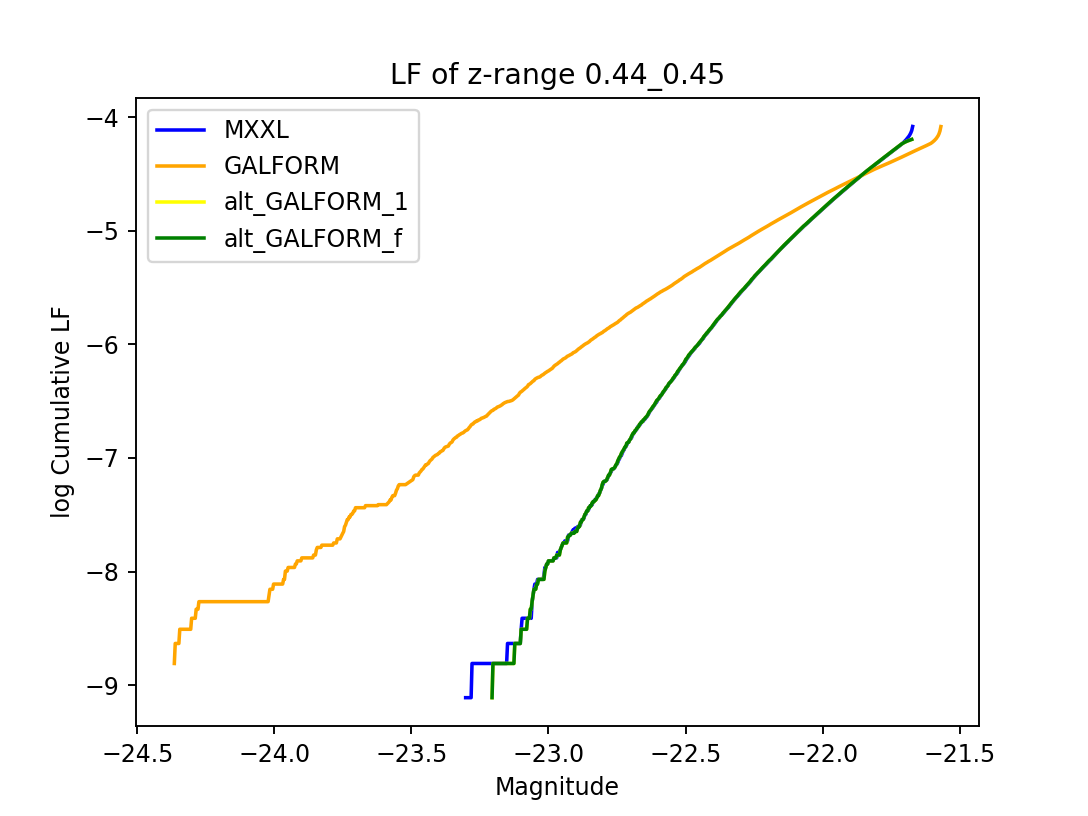 LF of z-range 0.44_0.45
MXXL
GALFORM
alt_GALFORM_1
alt_GALFORM_f
log Cumulative LF
−4
−5
−6
−7
−8
−9
−24.5 −24.0 −23.5 −23.0 −22.5 −22.0 −21.5
Magnitude